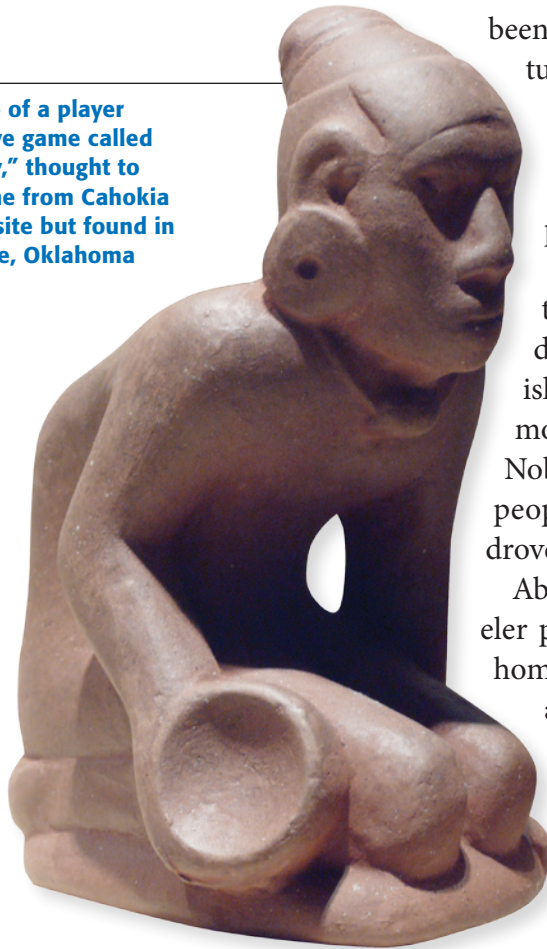 of a player
ve game called
y,” thought to
ne from Cahokia
site but found in
e, Oklahoma
been
tu
t
d
isl
mo
Nob
peop
drove
Ab
eler p
hom
a